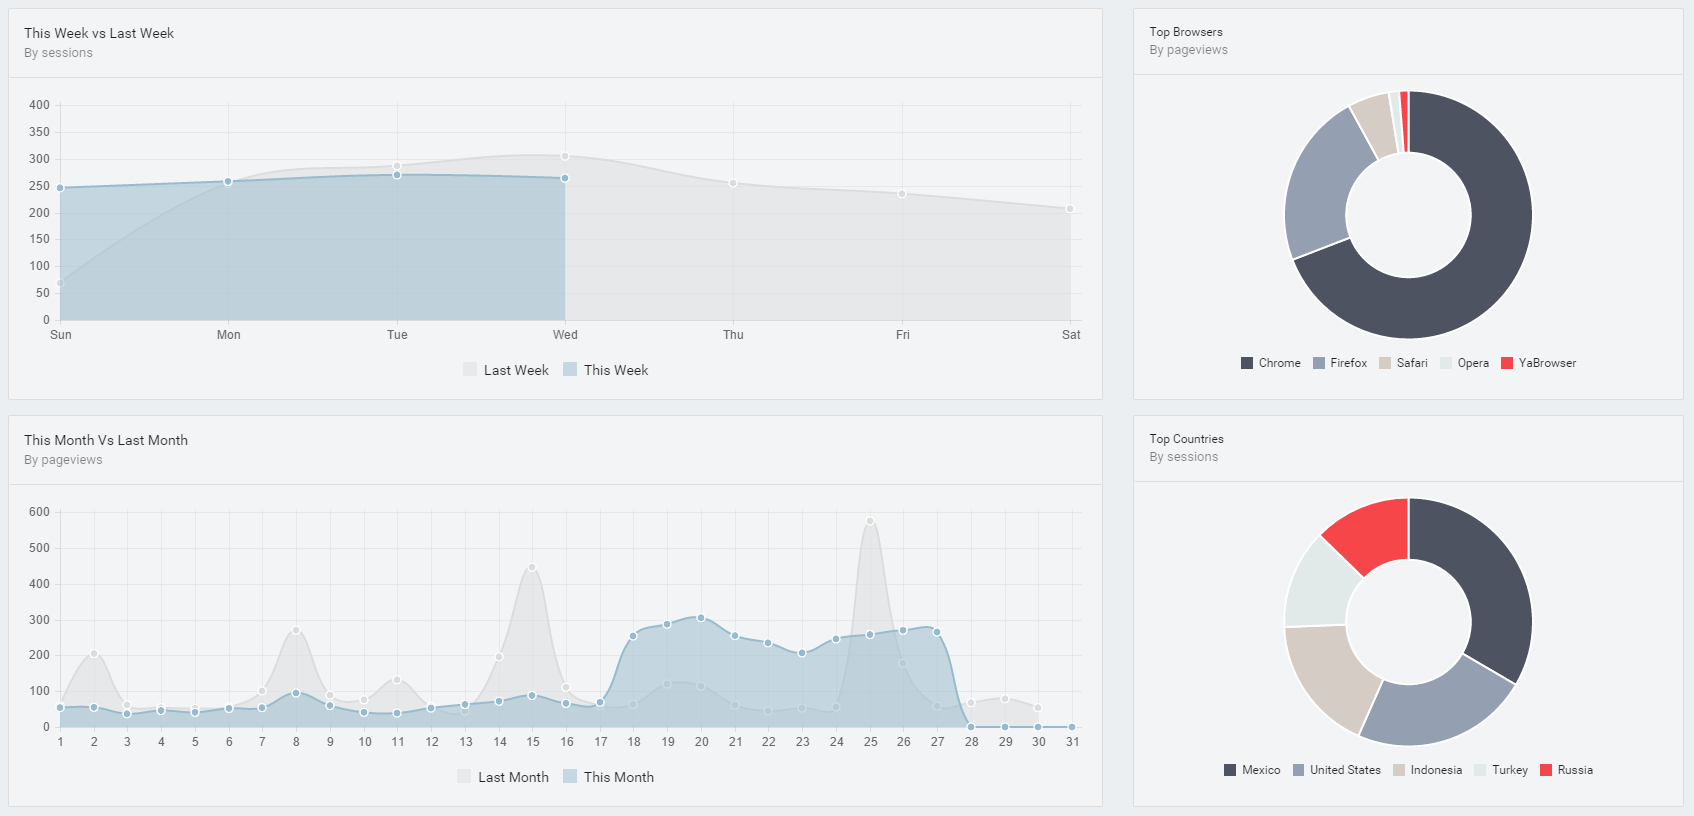 This Week vs Last Week
By sessions
400
350
300
250
200
150
100
50
0
Sun Mon Tue Wed Thu Fri Sat
Last Week This Week
Top Browsers
By pageviews
Chrome Firefox Safari Opera YaBrowser
This Month Vs Last Month
By pageviews
600
500
400
300
200
100
0
1 2 3 4 5 6 7 8 9 10 11 12 13 14 15 16 17 18 19 20 21 22 23 24 25 26 27 28 29 30 31
Last Month This Month
Top Countries
By sessions
Mexico United States Indonesia Turkey Russia